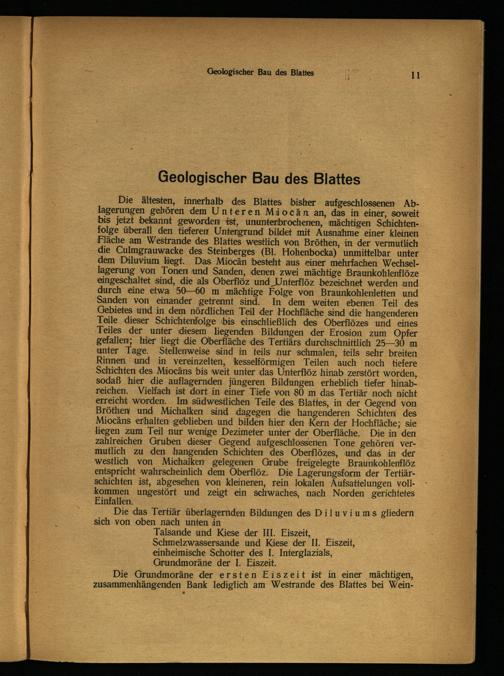 Geologischer Bau des Blattes 11
Geologischer Bau des Blattes
Die ältesten, innerhalb des Blattes bisher aufgeschlossenen Ab-
lagerungen gehören dem Unteren Miocän an, das in einer, soweit
bis jetzt bekannt geworden ist, ununterbrochenen, mächtigen Schichten-
folge überall den tieferen Untergrund bildet mit Ausnahme einer kleinen
Fläche am Westrande des Blattes westlich von Bröthen, in der vermutlich
die Culmgrauwacke des Steinberges (Bl. Hohenbocka) unmittelbar unter
dem Diluvium liegt. Das Miocän besteht aus einer mehrfachen Wechsel-
lagerung von Tonen und Sanden, denen zwei mächtige Braunkohlenflöze
eingeschaltet sind, die als Oberflöz und Unterflöz bezeichnet werden und
durch eine etwa 50—60 m mächtige Folge von Braunkohlenletten und
Sanden von einander getrennt sind. In dem weiten ebenen Teil des
Gebietes und in dem nördlichen Teil der Hochfläche sind die hangenderen
Teile dieser Schichtenfolge bis einschließlich des Oberflözes und eines
Teiles der unter diesem liegenden Bildungen der Erosion zum Opfer
gefallen; hier liegt die Oberfläche des Tertiärs durchschnittlich 25—30 m
unter Tage. Stellenweise sind in teils nur schmalen, teils sehr breiten
Rinnen und in vereinzelten, kesselförmigen Teilen auch noch tiefere
Schichten des Miocäns bis weit unter das Unterflöz hinab zerstört worden,
sodaß hier die auflagernden jüngeren Bildungen erheblich tiefer hinab-
reichen. Vielfach ist dort in einer Tiefe von 80 m das Tertiär noch nicht
erreicht worden. Im südwestlichen Teile des Blattes, in der Gegend von
Bröthen und Michalken sind dagegen die hangenderen Schichten des
Miocäns erhalten geblieben und bilden hier den Kern der Hochfläche; sie
liegen zum Teil nur wenige Dezimeter unter der Oberfläche. Die in den
zahlreichen Gruben dieser Gegend aufgeschlossenen Tone gehören ver-
mutlich zu den hangenden Schichten des Oberflözes, und das in der
westlich von Michalken gelegenen Grube freigelegte Braunkohlenflöz
entspricht wahrscheinlich dem Oberflöz. Die Lagerungsform der Tertiär-
schichten ist, abgesehen von kleineren, rein lokalen Aufsattelungen voll-
kommen ungestört und zeigt ein schwaches, nach Norden gerichtetes
Einfallen.
Die das Tertiär überlagernden Bildungen des Diluviums gliedern
sich von oben nach unten in
Talsande und Kiese der III. Eiszeit,
Schmelzwassersande und Kiese der II. Eiszeit,
einheimische Schotter des I. Interglazials,
Grundmoräne der I. Eiszeit.
Die Grundmoräne der ersten Eiszeit ist in einer mächtigen,
zusammenhängenden Bank lediglich am Westrande des Blattes bei Wein-